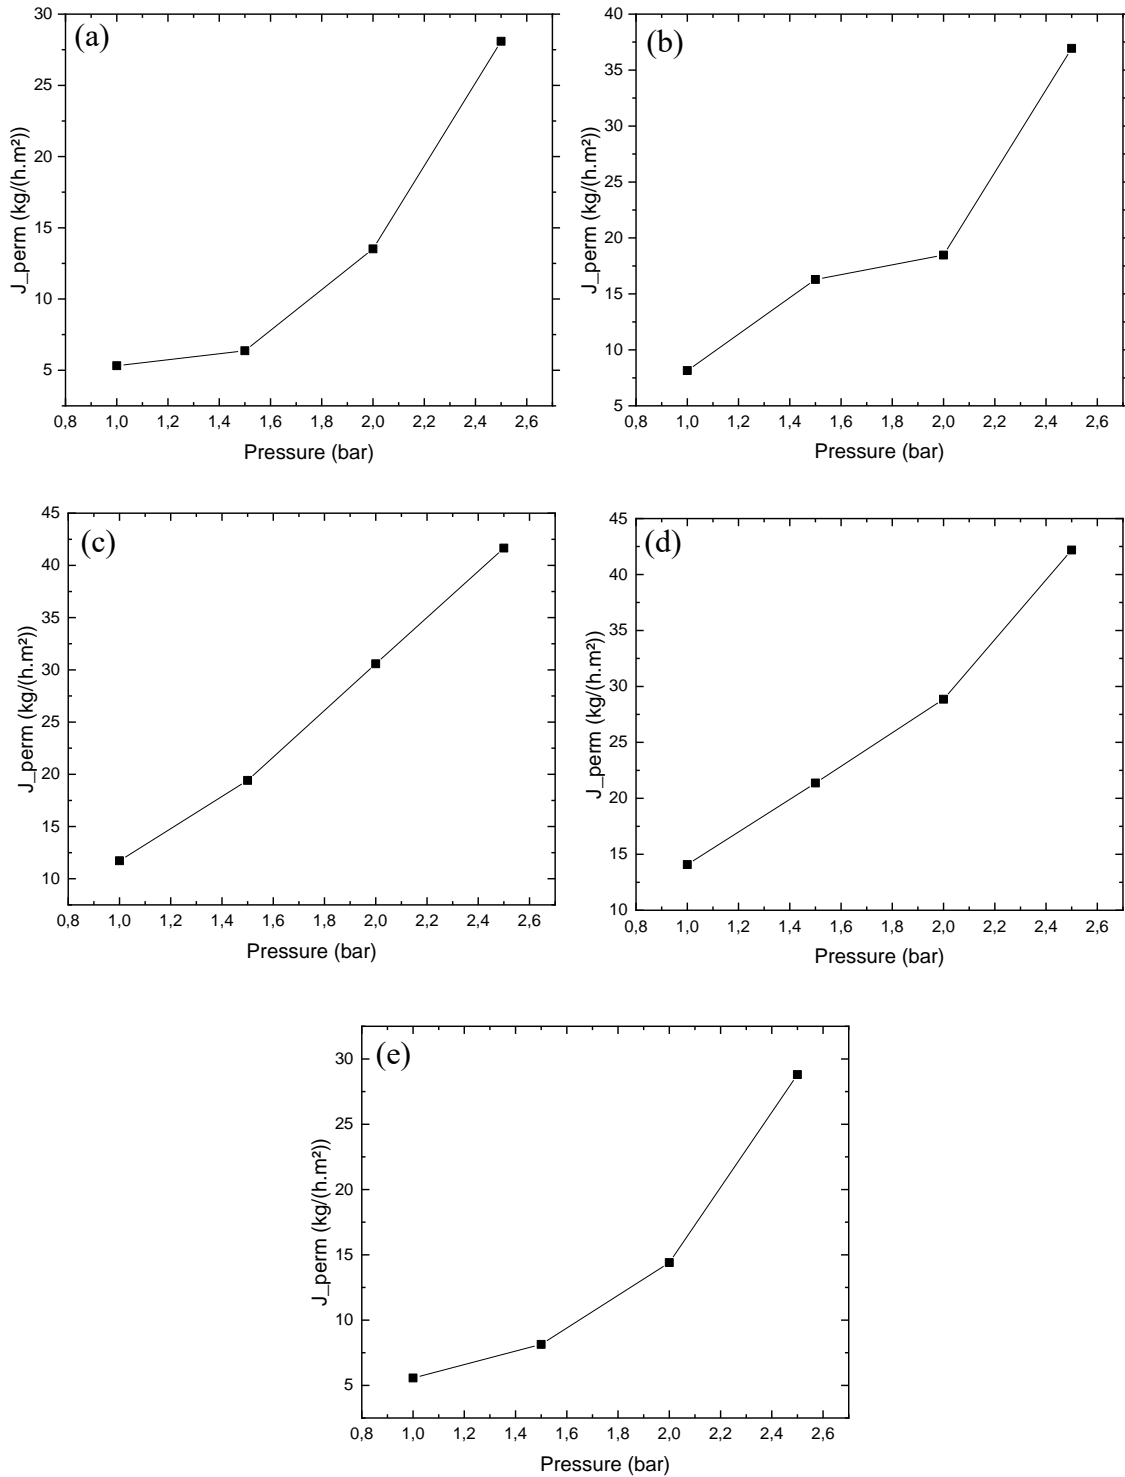 (a)
30
25
20
15
10
5
J_perm (kg/(h.m²))
0,8 1,0 1,2 1,4 1,6 1,8 2,0 2,2 2,4 2,6
Pressure (bar)
(b)
40
35
30
25
20
15
10
5
J_perm (kg/(h.m²))
0,8 1,0 1,2 1,4 1,6 1,8 2,0 2,2 2,4 2,6
Pressure (bar)
(c)
45
40
35
30
25
20
15
10
J_perm (kg/(h.m²))
0,8 1,0 1,2 1,4 1,6 1,8 2,0 2,2 2,4 2,6
Pressure (bar)
(d)
45
40
35
30
25
20
15
10
J_perm (kg/(h.m²))
0,8 1,0 1,2 1,4 1,6 1,8 2,0 2,2 2,4 2,6
Pressure (bar)
(e)
30
25
20
15
10
5
J_perm (kg/(h.m²))
0,8 1,0 1,2 1,4 1,6 1,8 2,0 2,2 2,4 2,6
Pressure (bar)